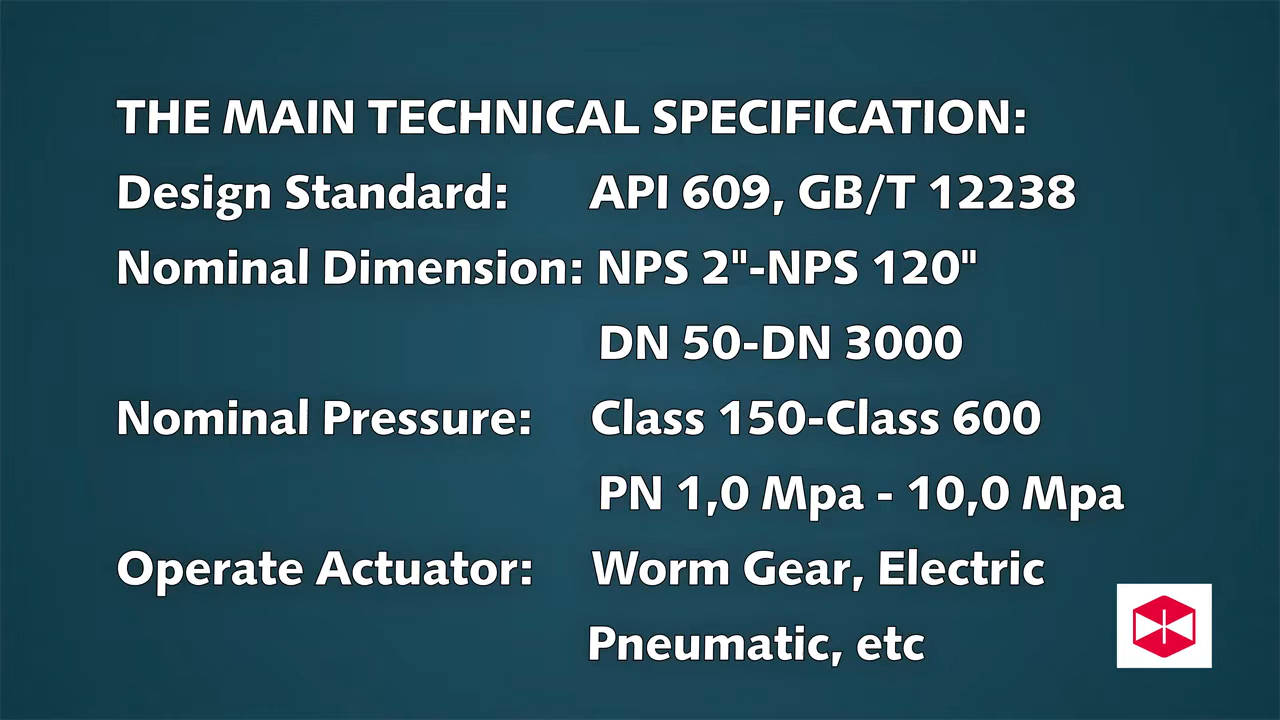 THE MAIN TECHNICAL SPECIFICATION:
Design Standard: API 609, GB/T 12238
Nominal Dimension: NPS 2"-NPS 120"
DN 50-DN 3000
Nominal Pressure: Class 150-Class 600
PN 1,0 Mpa - 10,0 Mpa
Operate Actuator: Worm Gear, Electric
Pneumatic, etc